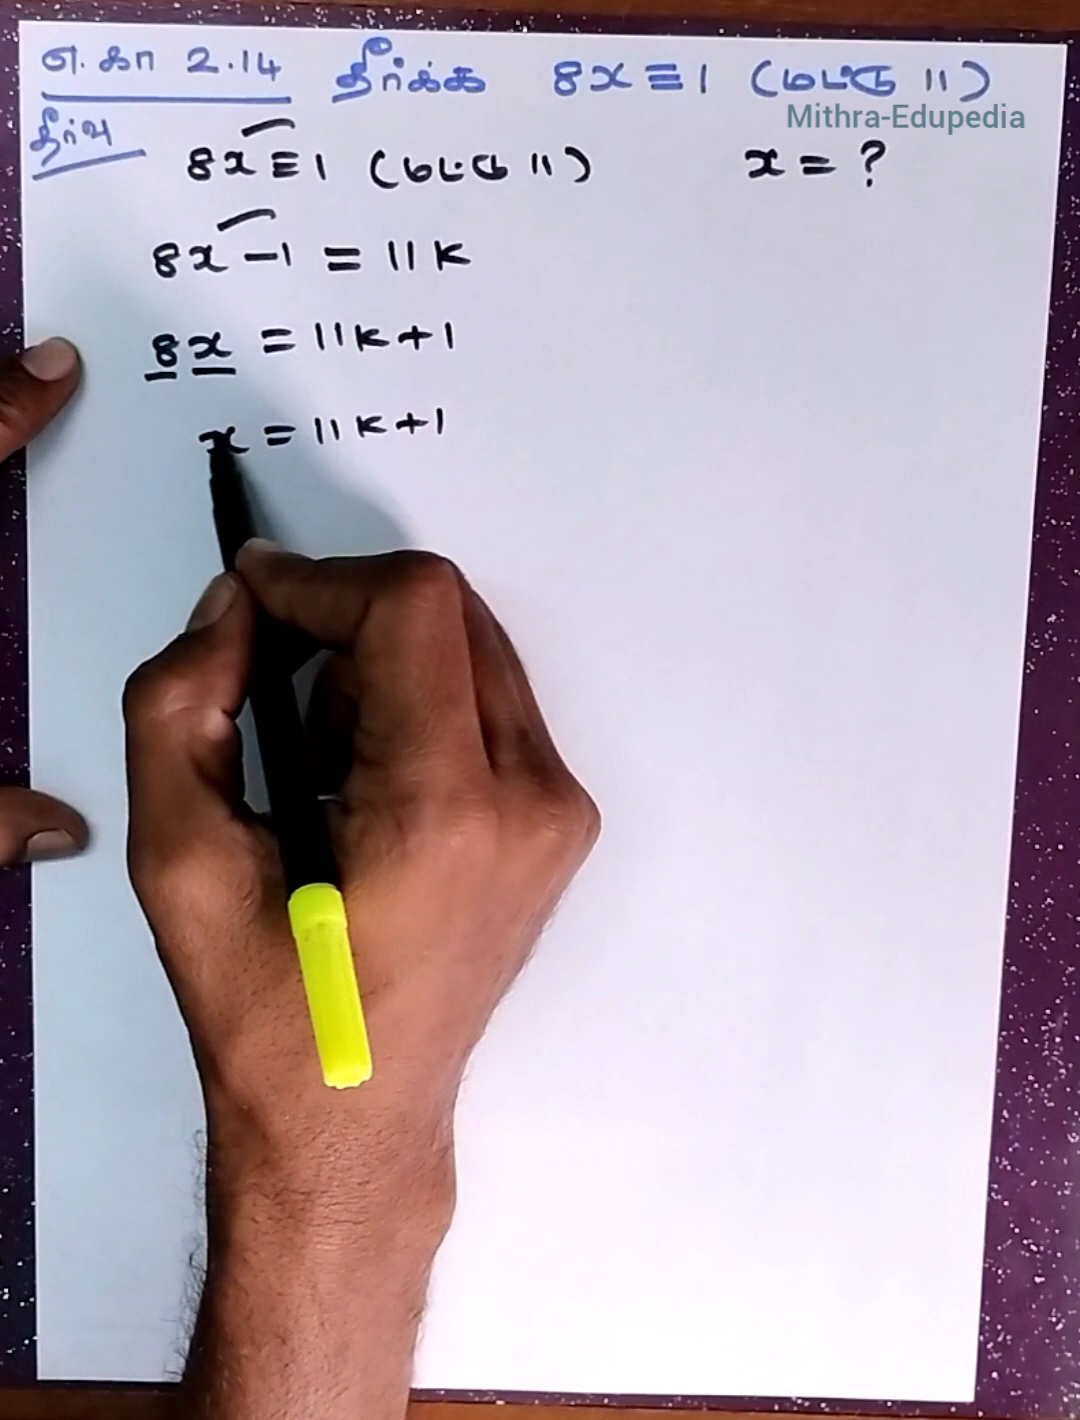 எ.கா 2.14 தீர்க்க 8x ≡ 1 (மட்டு 11)
Mithra-Edupedia
தீர்வு
8x ≡ 1 (மட்டு 11) x = ?
8x - 1 = 11k
8x = 11k + 1
x = 11k + 1